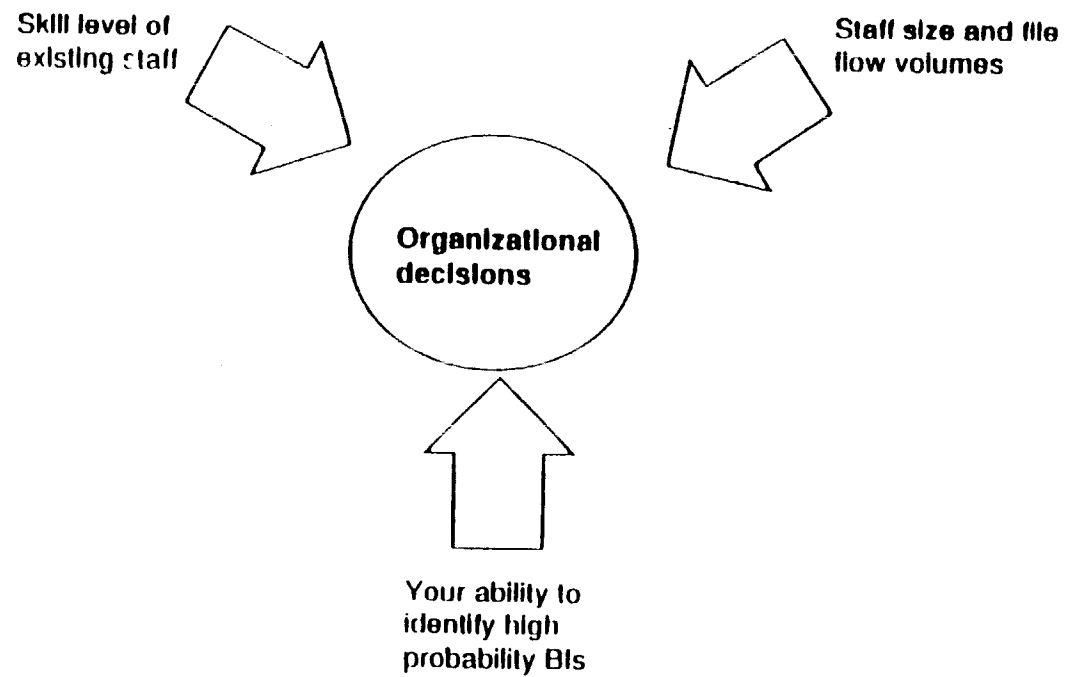 Skill level of
existing staff
Staff size and file
flow volumes
Organizational
decisions
Your ability to
identify high
probability BIs